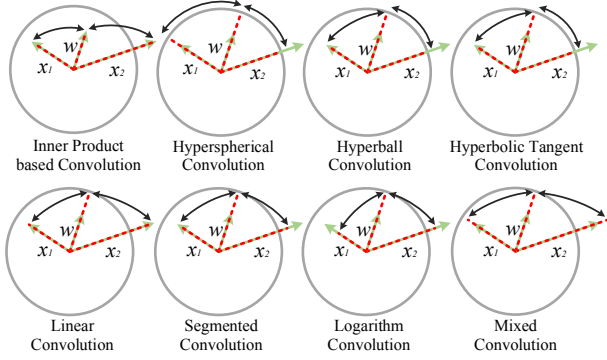 w
x1
x2
w
x1
x2
w
x1
x2
w
x1
x2
Inner Product
based Convolution
Hyperspherical
Convolution
Hyperball
Convolution
Hyperbolic Tangent
Convolution
w
x1
x2
w
x1
x2
w
x1
x2
w
x1
x2
Linear
Convolution
Segmented
Convolution
Logarithm
Convolution
Mixed
Convolution